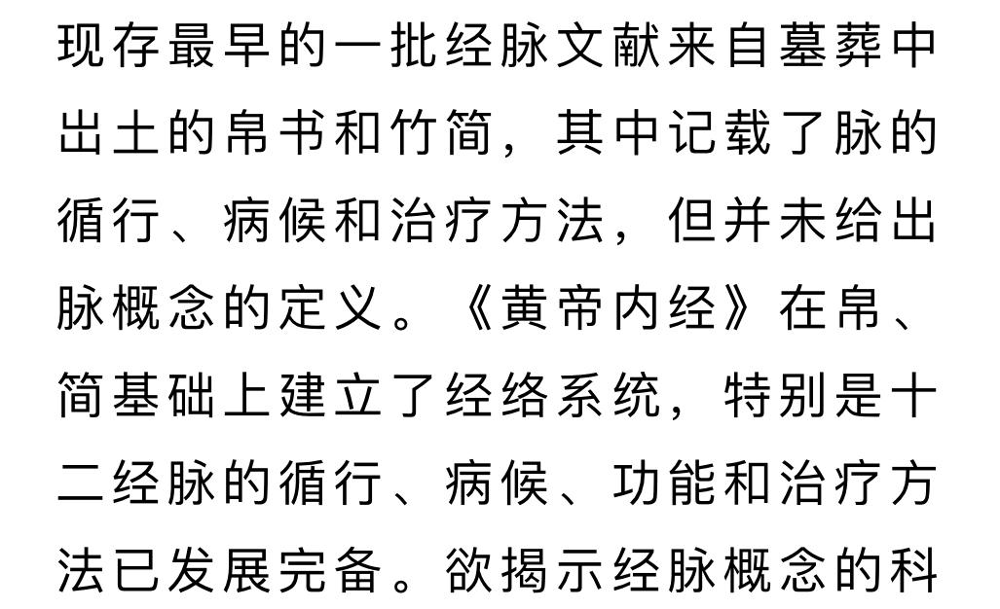 现存最早的一批经脉文献来自墓葬中
出土的帛书和竹简，其中记载了脉的
循行、病候和治疗方法，但并未给出
脉概念的定义。《黄帝内经》在帛、
简基础上建立了经络系统，特别是十
二经脉的循行、病候、功能和治疗方
法已发展完备。欲揭示经脉概念的科